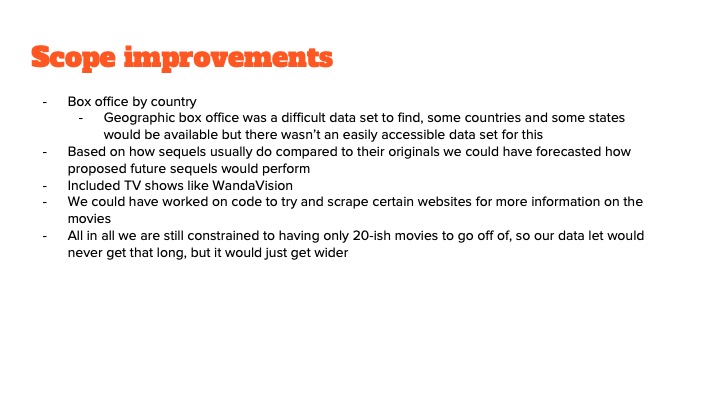 Scope improvements
- Box office by country
- Geographic box office was a difficult data set to find, some countries and some states
would be available but there wasn't an easily accessible data set for this
- Based on how sequels usually do compared to their originals we could have forecasted how
proposed future sequels would perform
- Included TV shows like WandaVision
- We could have worked on code to try and scrape certain websites for more information on the
movies
- All in all we are still constrained to having only 20-ish movies to go off of, so our data let would
never get that long, but it would just get wider